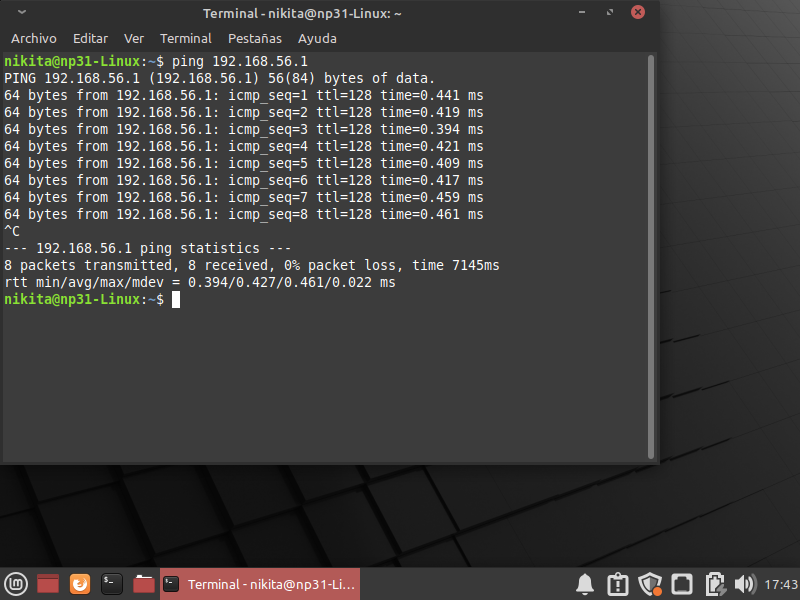 Terminal - nikita@np31-Linux: ~
Archivo Editar Ver Terminal Pestañas Ayuda
nikita@np31-Linux:~$ ping 192.168.56.1
PING 192.168.56.1 (192.168.56.1) 56(84) bytes of data.
64 bytes from 192.168.56.1: icmp_seq=1 ttl=128 time=0.441 ms
64 bytes from 192.168.56.1: icmp_seq=2 ttl=128 time=0.419 ms
64 bytes from 192.168.56.1: icmp_seq=3 ttl=128 time=0.394 ms
64 bytes from 192.168.56.1: icmp_seq=4 ttl=128 time=0.421 ms
64 bytes from 192.168.56.1: icmp_seq=5 ttl=128 time=0.409 ms
64 bytes from 192.168.56.1: icmp_seq=6 ttl=128 time=0.417 ms
64 bytes from 192.168.56.1: icmp_seq=7 ttl=128 time=0.459 ms
64 bytes from 192.168.56.1: icmp_seq=8 ttl=128 time=0.461 ms
^C
--- 192.168.56.1 ping statistics ---
8 packets transmitted, 8 received, 0% packet loss, time 7145ms
rtt min/avg/max/mdev = 0.394/0.427/0.461/0.022 ms
nikita@np31-Linux:~$
Terminal - nikita@np31-Li... 17:43